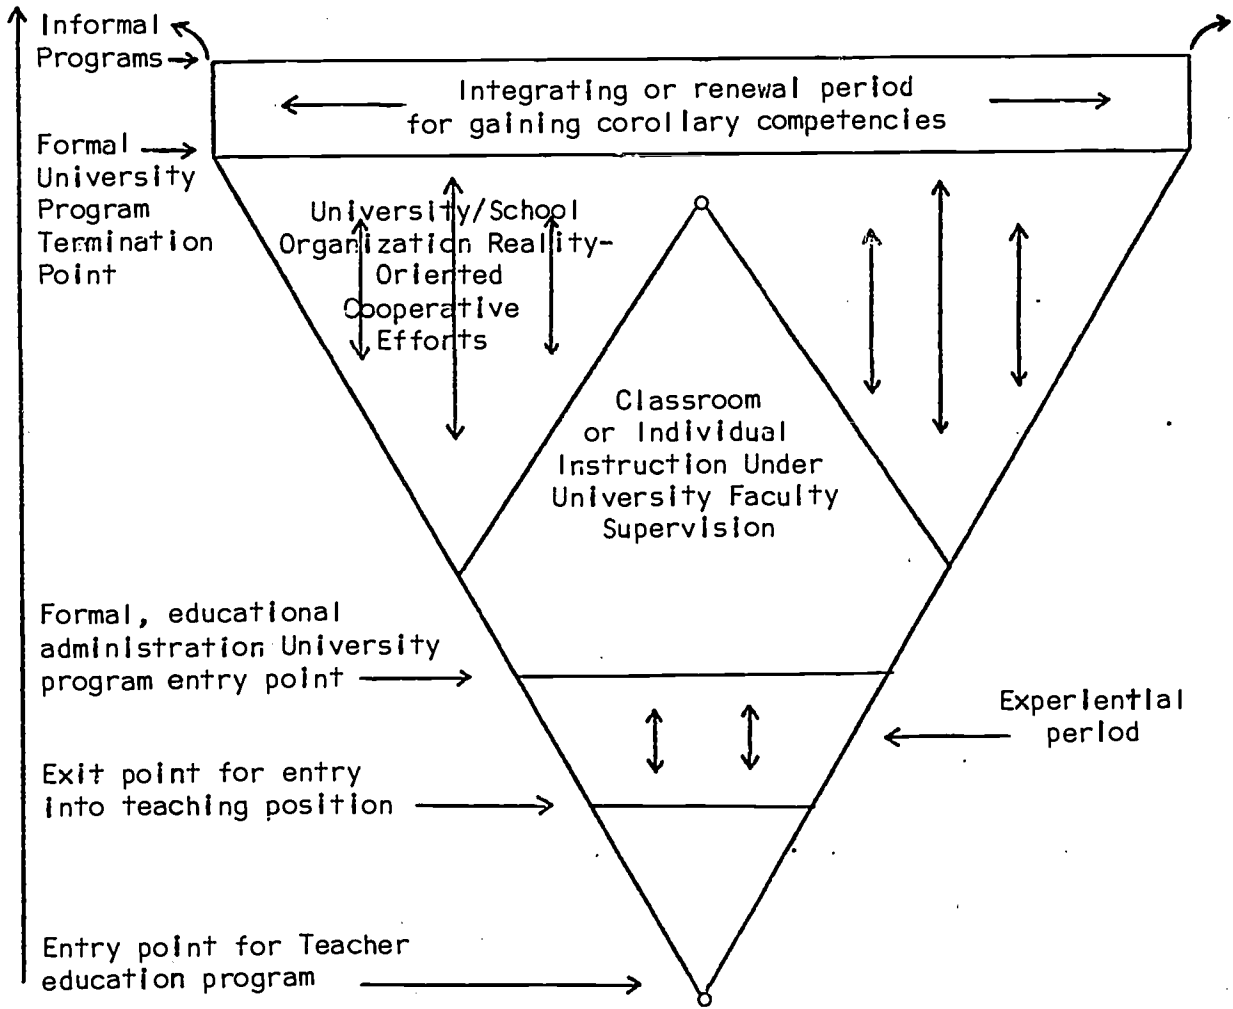 Informal
Programs
Integrating or renewal period
for gaining corollary competencies
Formal
University
Program
Termination
Point
University/School
Organization Reality-
Oriented
Cooperative
Efforts
Classroom
or Individual
Instruction Under
University Faculty
Supervision
Formal, educational
administration University
program entry point
Experiential
period
Exit point for entry
into teaching position
Entry point for Teacher
education program